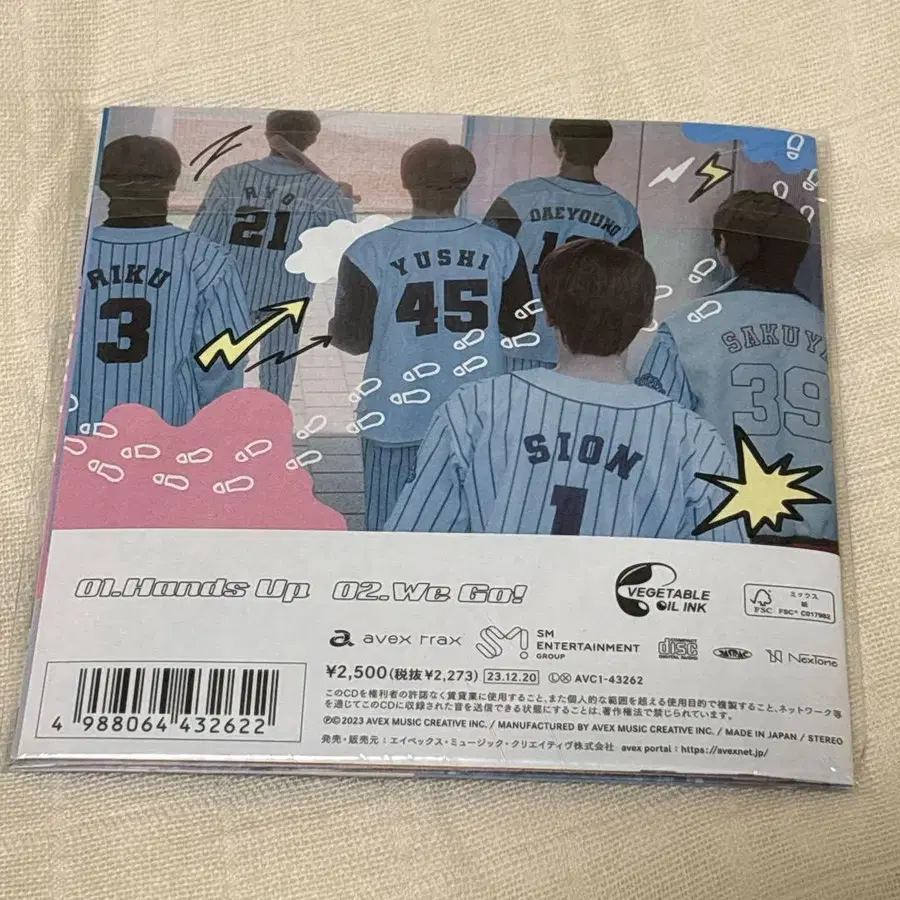 RYO
21
RIKU
3
YUSHI
45
DAEYOUNG
SAKUYA
39
SION
1
01.Hands Up 02.We Go!
VEGETABLE
OIL INK
FSC
ミックス
紙
FSC® C017982
avex trax
SM
ENTERTAINMENT
GROUP
COMPACT
disc
DIGITAL AUDIO
NexTone
¥2,500(税抜¥2,273) 23.12.20 ⓁⓍ AVC1-43262
このCDを権利者の許諾なく賃貸業に使用すること、また個人的な範囲を超える使用目的で複製すること、ネットワーク等
を通じてこのCDに収録された音を送信できる状態にすることは、著作権法で禁じられています。
℗©2023 AVEX MUSIC CREATIVE INC. / MANUFACTURED BY AVEX MUSIC CREATIVE INC. / MADE IN JAPAN / STEREO
発売・販売元：エイベックス・ミュージック・クリエイティヴ株式会社 avex portal : https://avexnet.jp/
4 988064 432622